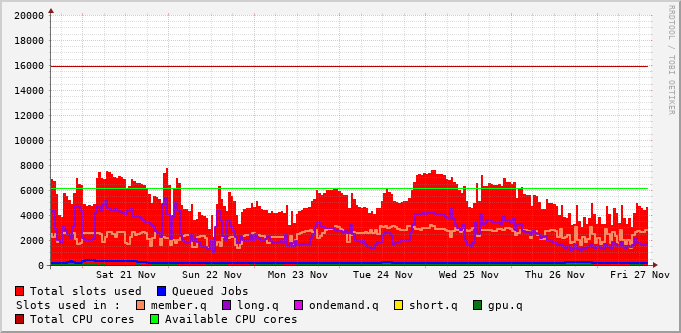 20000
18000
16000
14000
12000
10000
8000
6000
4000
2000
0
Sat 21 Nov Sun 22 Nov Mon 23 Nov Tue 24 Nov Wed 25 Nov Thu 26 Nov Fri 27 Nov
Total slots used Queued Jobs
Slots used in : member.q long.q ondemand.q short.q gpu.q
Total CPU cores Available CPU cores
RRDTOOL / TOBI OETIKER